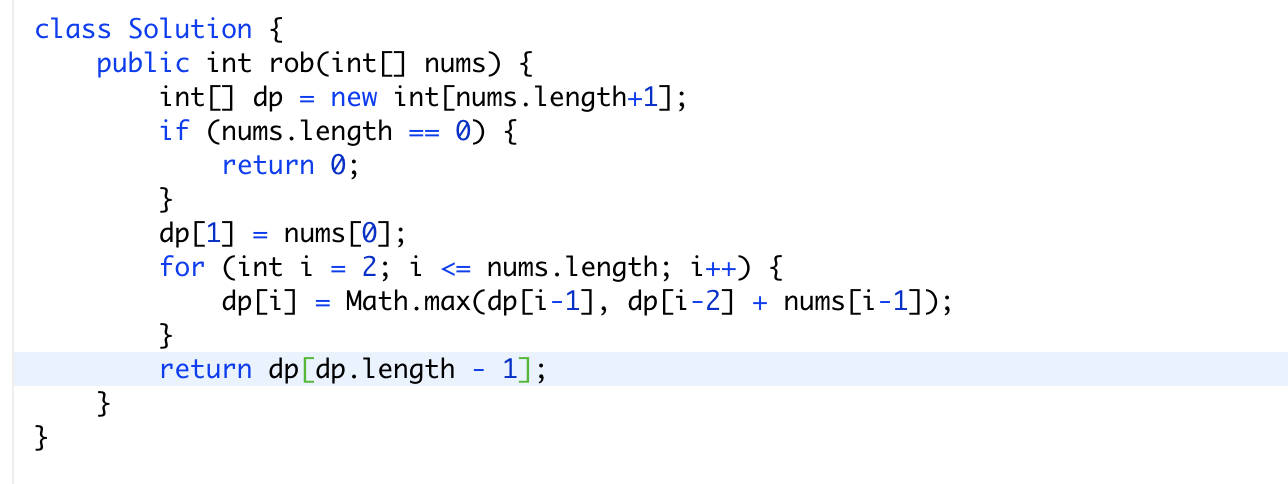 class Solution {
    public int rob(int[] nums) {
        int[] dp = new int[nums.length+1];
        if (nums.length == 0) {
            return 0;
        }
        dp[1] = nums[0];
        for (int i = 2; i <= nums.length; i++) {
            dp[i] = Math.max(dp[i-1], dp[i-2] + nums[i-1]);
        }
        return dp[dp.length - 1];
    }
}